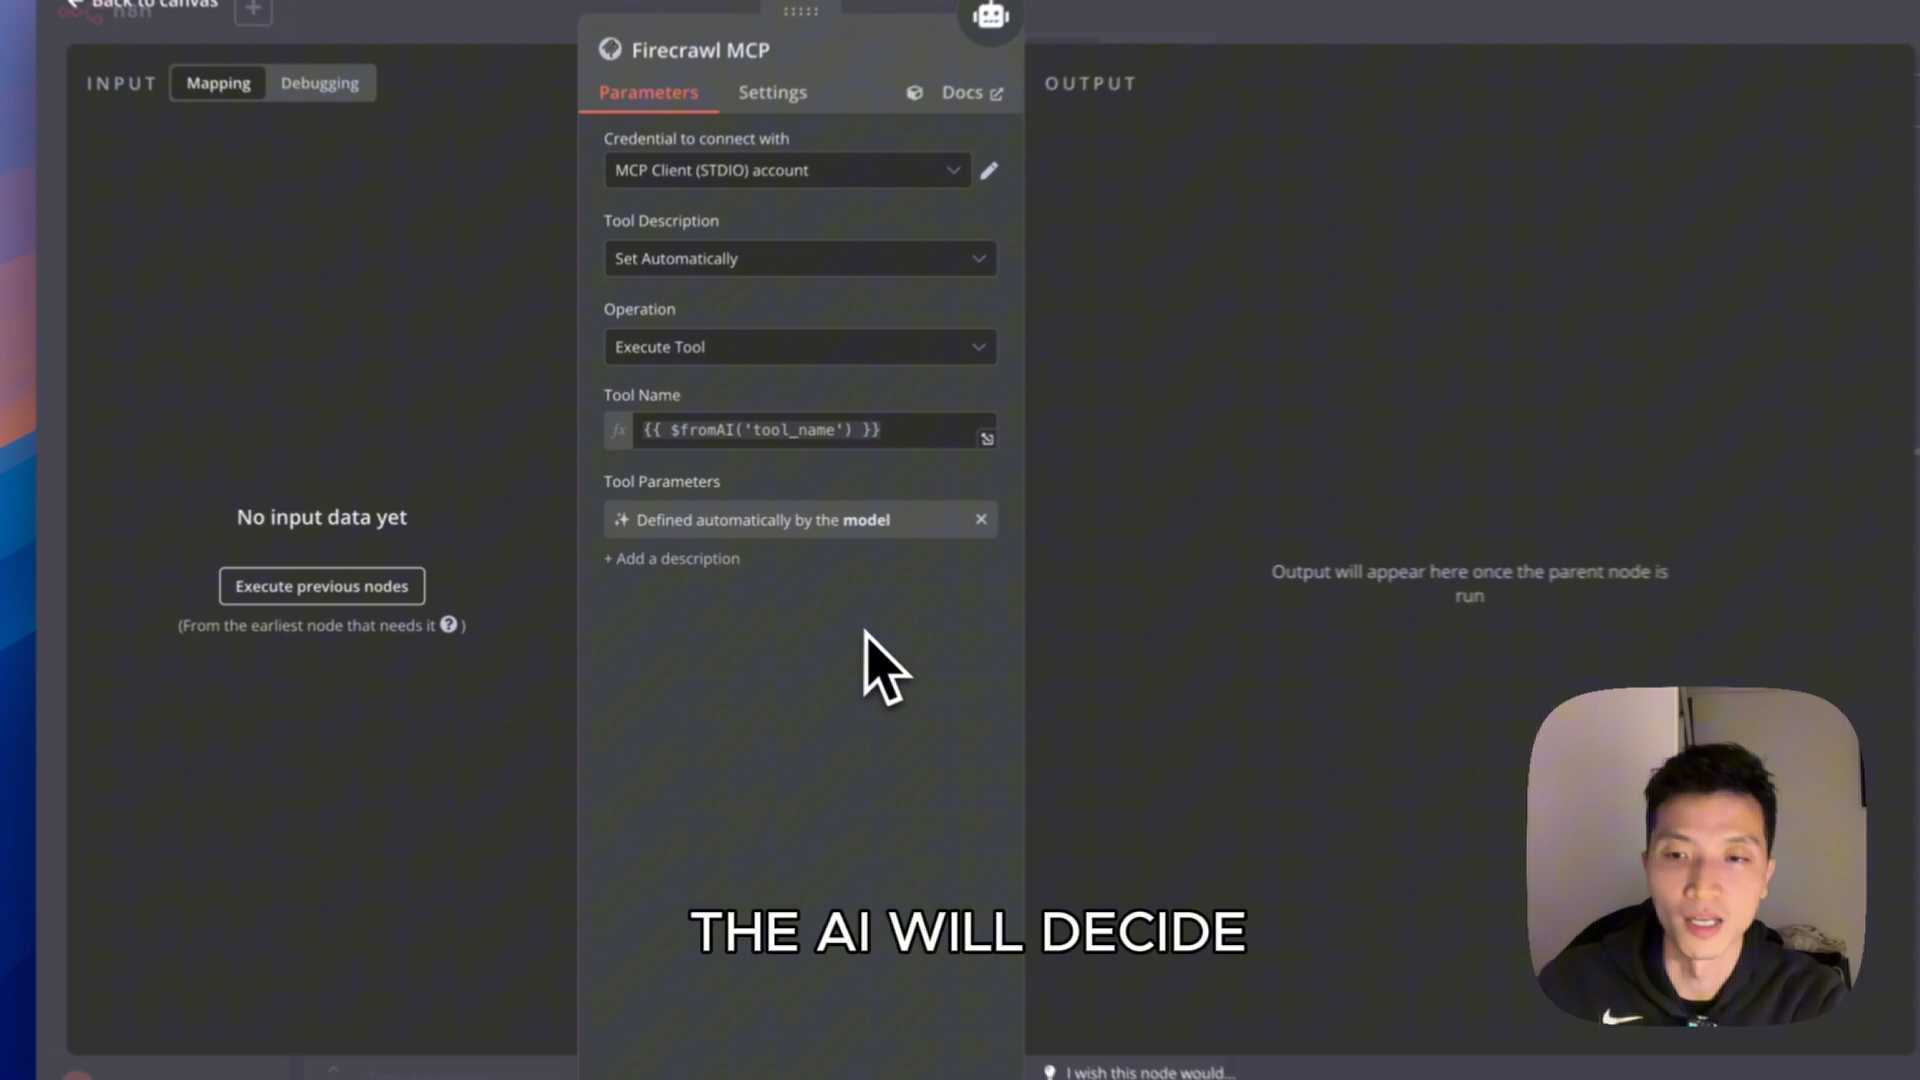 Back to canvas
n8n
INPUT
Mapping
Debugging
No input data yet
Execute previous nodes
(From the earliest node that needs it ? )
Firecrawl MCP
Parameters
Settings
Docs
Credential to connect with
MCP Client (STDIO) account
Tool Description
Set Automatically
Operation
Execute Tool
Tool Name
fx
{{ $fromAI('tool_name') }}
Tool Parameters
Defined automatically by the model
+ Add a description
OUTPUT
Output will appear here once the parent node is
run
THE AI WILL DECIDE
I wish this node would...